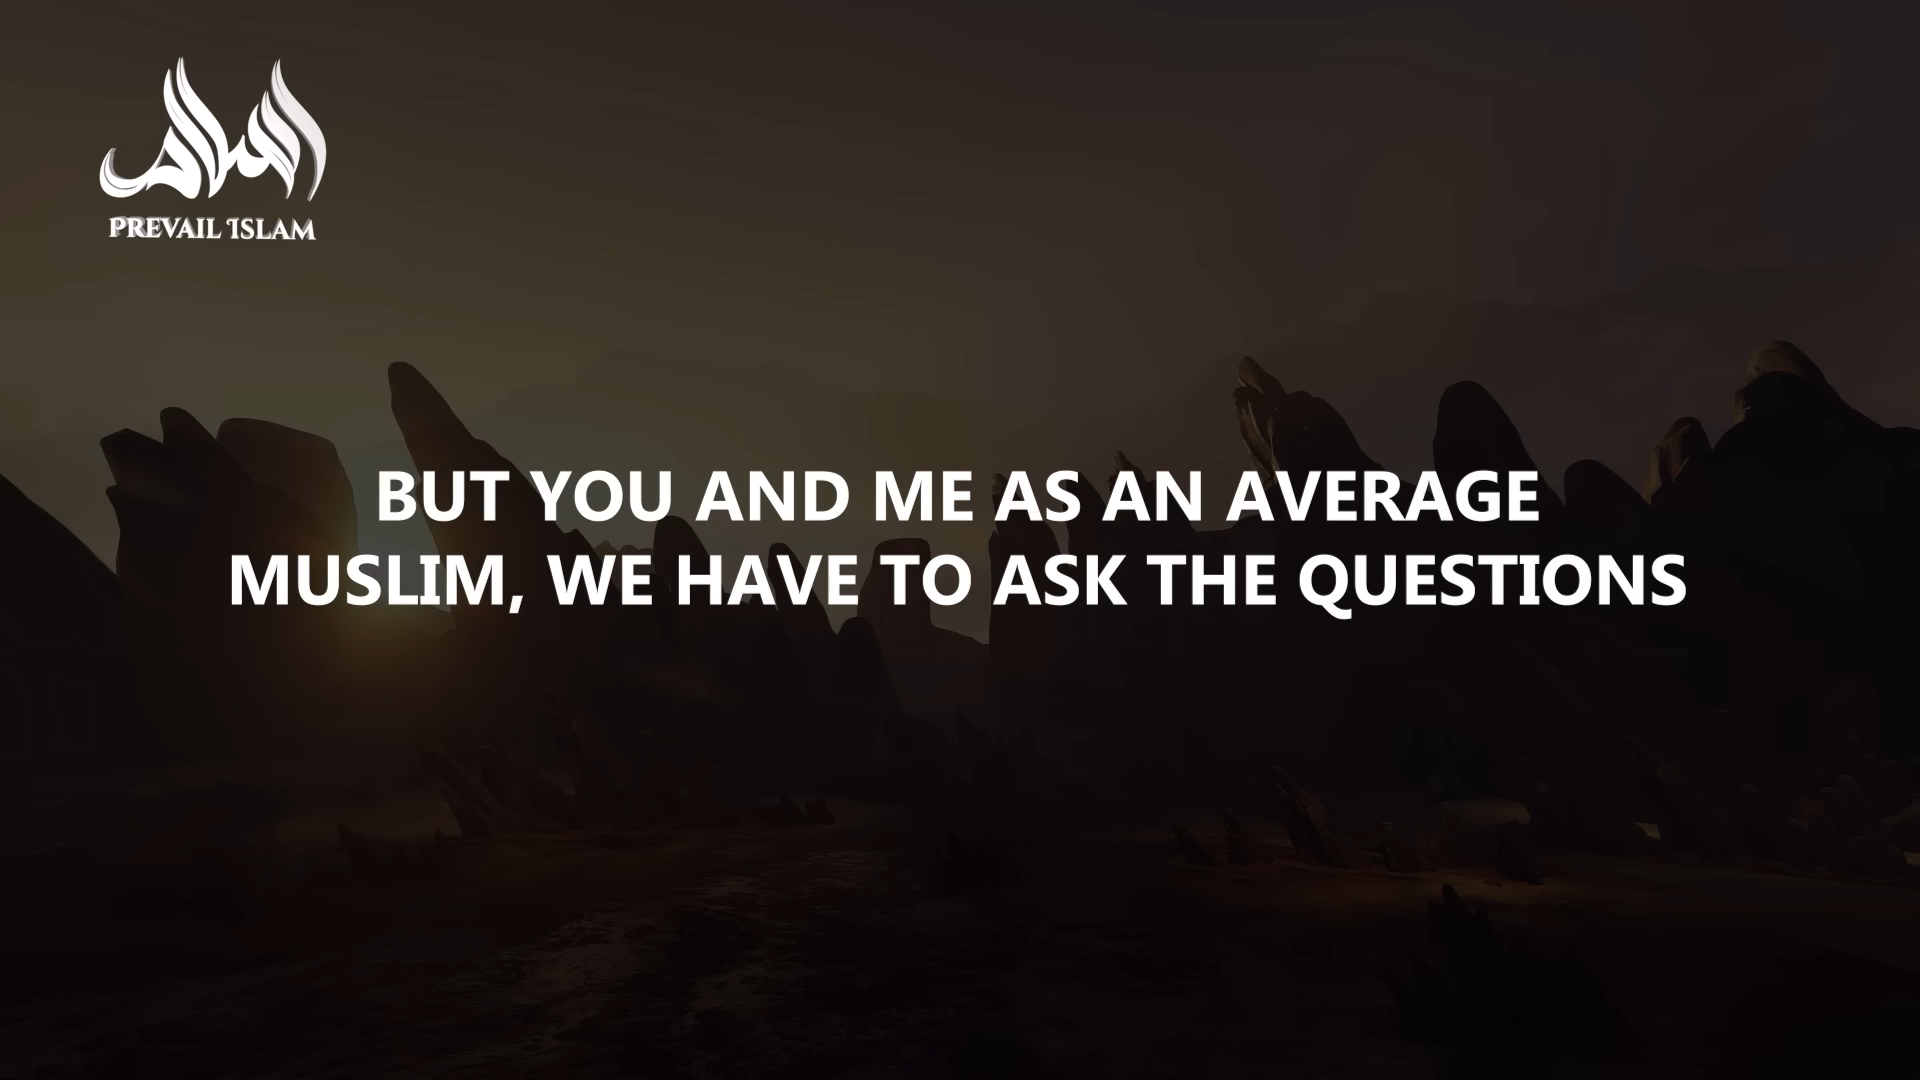 PREVAIL ISLAM
BUT YOU AND ME AS AN AVERAGE
MUSLIM, WE HAVE TO ASK THE QUESTIONS